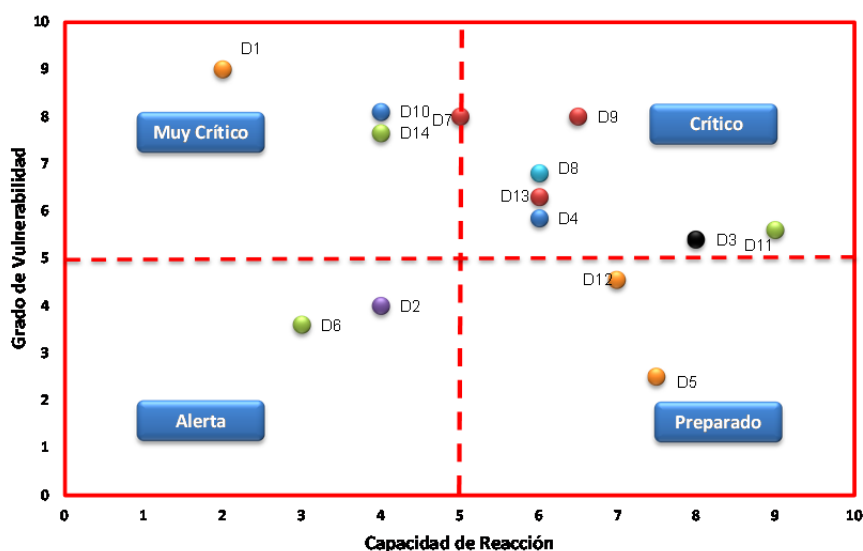 10
9
8
7
6
5
4
3
2
1
0
Grado de Vulnerabilidad
D1
D10
D7
D14
D9
Muy Crítico
Crítico
D8
D13
D4
D3
D11
D12
D2
D6
D5
Alerta
Preparado
0 1 2 3 4 5 6 7 8 9 10
Capacidad de Reacción